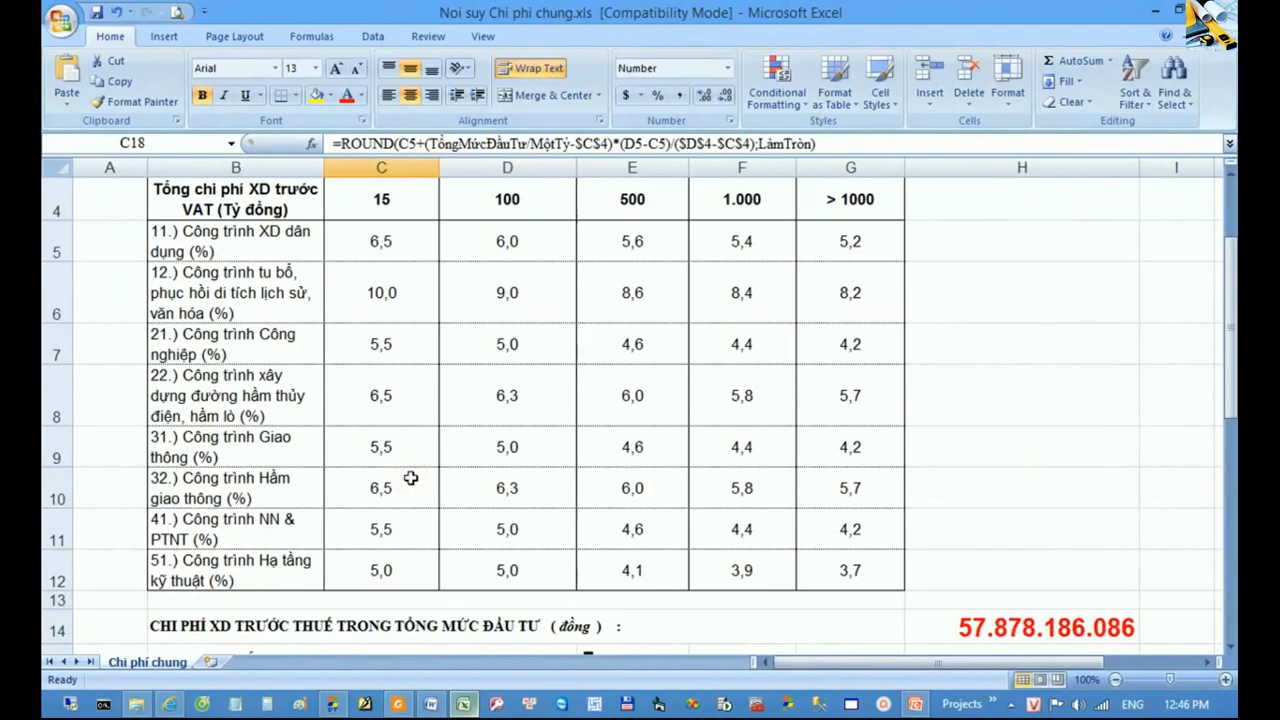 Noi suy Chi phi chung.xls [Compatibility Mode] - Microsoft Excel
Home Insert Page Layout Formulas Data Review View
Paste
Cut
Copy
Format Painter
Clipboard
Arial 13
B I U
Font
Wrap Text
Merge & Center
Alignment
Number
$ % ,
Number
Conditional Formatting
Format as Table
Cell Styles
Styles
Insert Delete Format
Cells
AutoSum
Fill
Clear
Sort & Filter
Find & Select
Editing
C18 fx =ROUND(C5+(TổngMứcĐầuTư/MộtTỷ-$C$4)*(D5-C5)/($D$4-$C$4);LàmTròn)
A B C D E F G H I
Tổng chi phí XD trước
4 VAT (Tỷ đồng) 15 100 500 1.000 > 1000
11.) Công trình XD dân
5 dụng (%) 6,5 6,0 5,6 5,4 5,2
12.) Công trình tu bổ,
phục hồi di tích lịch sử,
6 văn hóa (%) 10,0 9,0 8,6 8,4 8,2
21.) Công trình Công
7 nghiệp (%) 5,5 5,0 4,6 4,4 4,2
22.) Công trình xây
dựng đường hầm thủy
8 điện, hầm lò (%) 6,5 6,3 6,0 5,8 5,7
31.) Công trình Giao
9 thông (%) 5,5 5,0 4,6 4,4 4,2
32.) Công trình Hầm
10 giao thông (%) 6,5 6,3 6,0 5,8 5,7
41.) Công trình NN &
11 PTNT (%) 5,5 5,0 4,6 4,4 4,2
51.) Công trình Hạ tầng
12 kỹ thuật (%) 5,0 5,0 4,1 3,9 3,7
13
14 CHI PHÍ XD TRƯỚC THUẾ TRONG TỔNG MỨC ĐẦU TƯ ( đồng ) : 57.878.186.086
Chi phí chung
Ready 100%
Projects ENG 12:46 PM